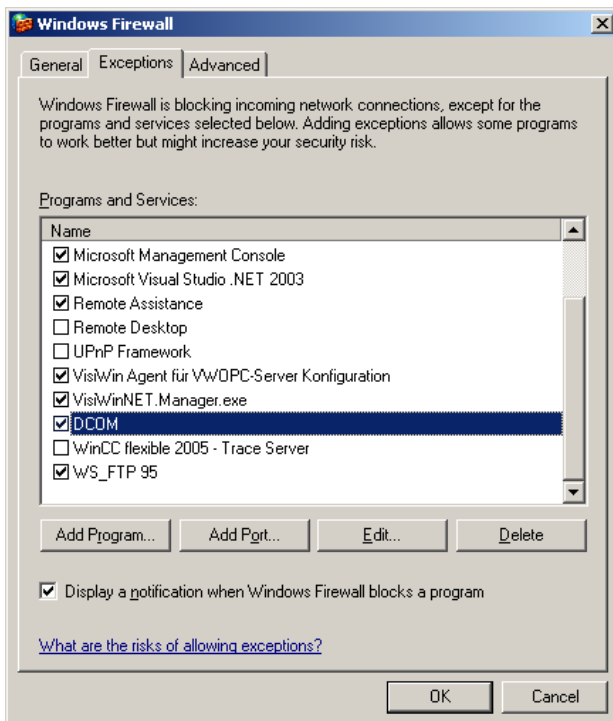 Windows Firewall
General Exceptions Advanced
Windows Firewall is blocking incoming network connections, except for the
programs and services selected below. Adding exceptions allows some programs
to work better but might increase your security risk.
Programs and Services:
Name
Microsoft Management Console
Microsoft Visual Studio .NET 2003
Remote Assistance
Remote Desktop
UPnP Framework
VisiWin Agent für VWOPC-Server Konfiguration
VisiWinNET.Manager.exe
DCOM
WinCC flexible 2005 - Trace Server
WS_FTP 95
Add Program... Add Port... Edit... Delete
Display a notification when Windows Firewall blocks a program
What are the risks of allowing exceptions?
OK Cancel